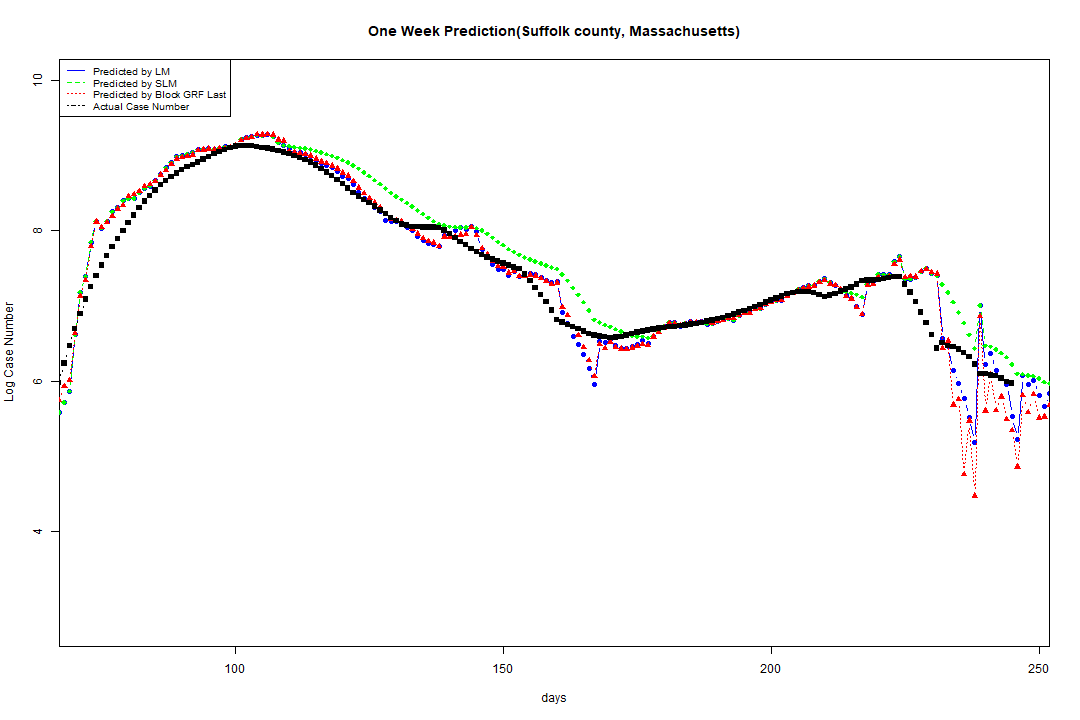 One Week Prediction(Suffolk county, Massachusetts)
Predicted by LM
Predicted by SLM
Predicted by Block GRF Last
Actual Case Number
10
8
6
4
Log Case Number
100
150
200
250
days